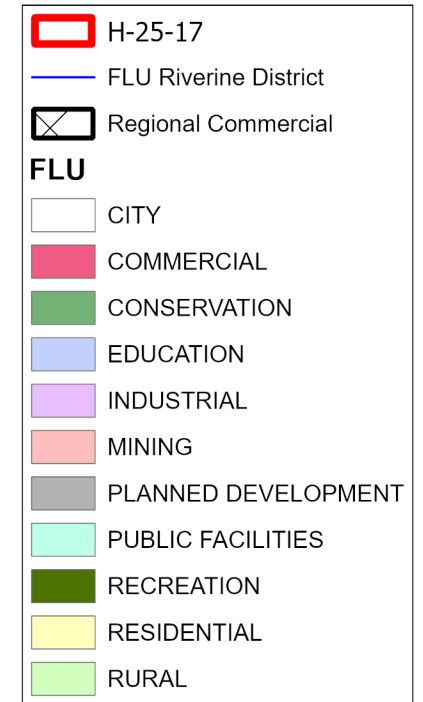 H-25-17
FLU Riverine District
Regional Commercial
FLU
CITY
COMMERCIAL
CONSERVATION
EDUCATION
INDUSTRIAL
MINING
PLANNED DEVELOPMENT
PUBLIC FACILITIES
RECREATION
RESIDENTIAL
RURAL